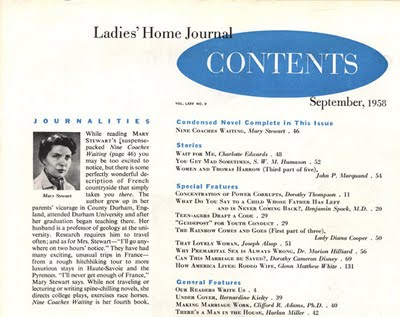 Ladies' Home Journal
CONTENTS
VOL. LXXV NO. 9
September, 1958
JOURNALITIES
Mary Stewart
While reading MARY
STEWART'S suspense-
packed Nine Coaches
Waiting (page 46) you
may be too excited to
notice, but there is some
perfectly wonderful de-
scription of French
countryside that simply
takes you there. The
author grew up in her
parents' vicarage in County Durham, Eng-
land, attended Durham University and after
her graduation began teaching there. Her
husband is a professor of geology at the uni-
versity. Research requires him to travel
often; and as for Mrs. Stewart—"I'll go any-
where on two hours' notice." They have had
many exciting, unusual trips in France—
from a rough hitchhiking tour to more
luxurious stays in Haute-Savoie and the
Pyrenees. "I'll never get enough of France,"
Mary Stewart says. While not traveling or
lecturing or writing spine-chilling novels, she
directs college plays, exercises race horses.
Nine Coaches Waiting is her fourth book.
Condensed Novel Complete in This Issue
NINE COACHES WAITING, Mary Stewart . 46
Stories
WAIT FOR ME, Charlotte Edwards . 48
YOU GET MAD SOMETIMES, S. W. M. Humason . 52
WOMEN AND THOMAS HARROW (Third part of five),
John P. Marquand . 54
Special Features
CONCENTRATION OF POWER CORRUPTS, Dorothy Thompson . 11
WHAT DO YOU SAY TO A CHILD WHOSE FATHER HAS LEFT
AND IS NEVER COMING BACK?, Benjamin Spock, M.D. . 20
TEEN-AGERS DRAFT A CODE . 29
"GUIDEPOST" FOR YOUTH CONDUCT . 29
THE RAINBOW COMES AND GOES (First part of three),
Lady Diana Cooper . 50
THAT LOVELY WOMAN, Joseph Alsop . 51
WHY PREMARITAL SEX IS ALWAYS WRONG, Dr. Marion Hilliard . 56
CAN THIS MARRIAGE BE SAVED?, Dorothy Cameron Disney . 60
HOW AMERICA LIVES: RODEO WIFE, Glenn Matthew White . 131
General Features
OUR READERS WRITE US . 4
UNDER COVER, Bernardine Kielty . 39
MAKING MARRIAGE WORK, Clifford R. Adams, Ph.D. . 40
THERE'S A MAN IN THE HOUSE, Harlan Miller . 42